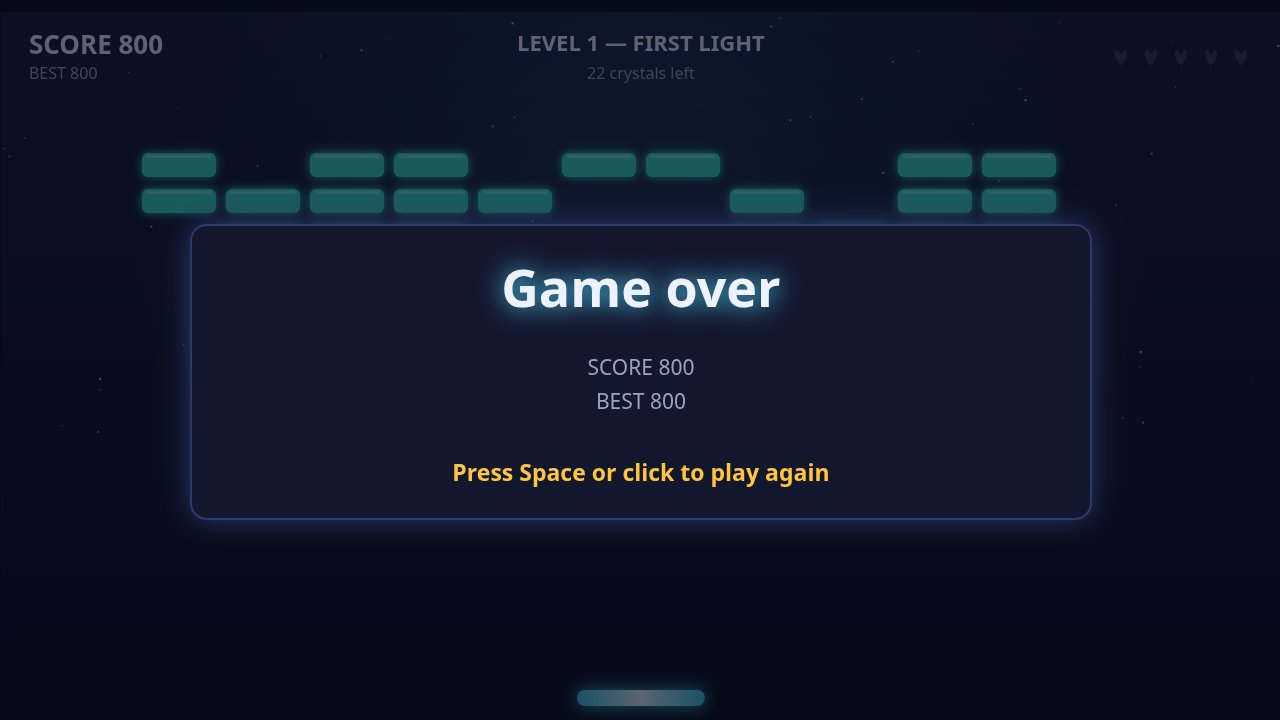 SCORE 800
BEST 800
LEVEL 1 — FIRST LIGHT
22 crystals left
Game over
SCORE 800
BEST 800
Press Space or click to play again